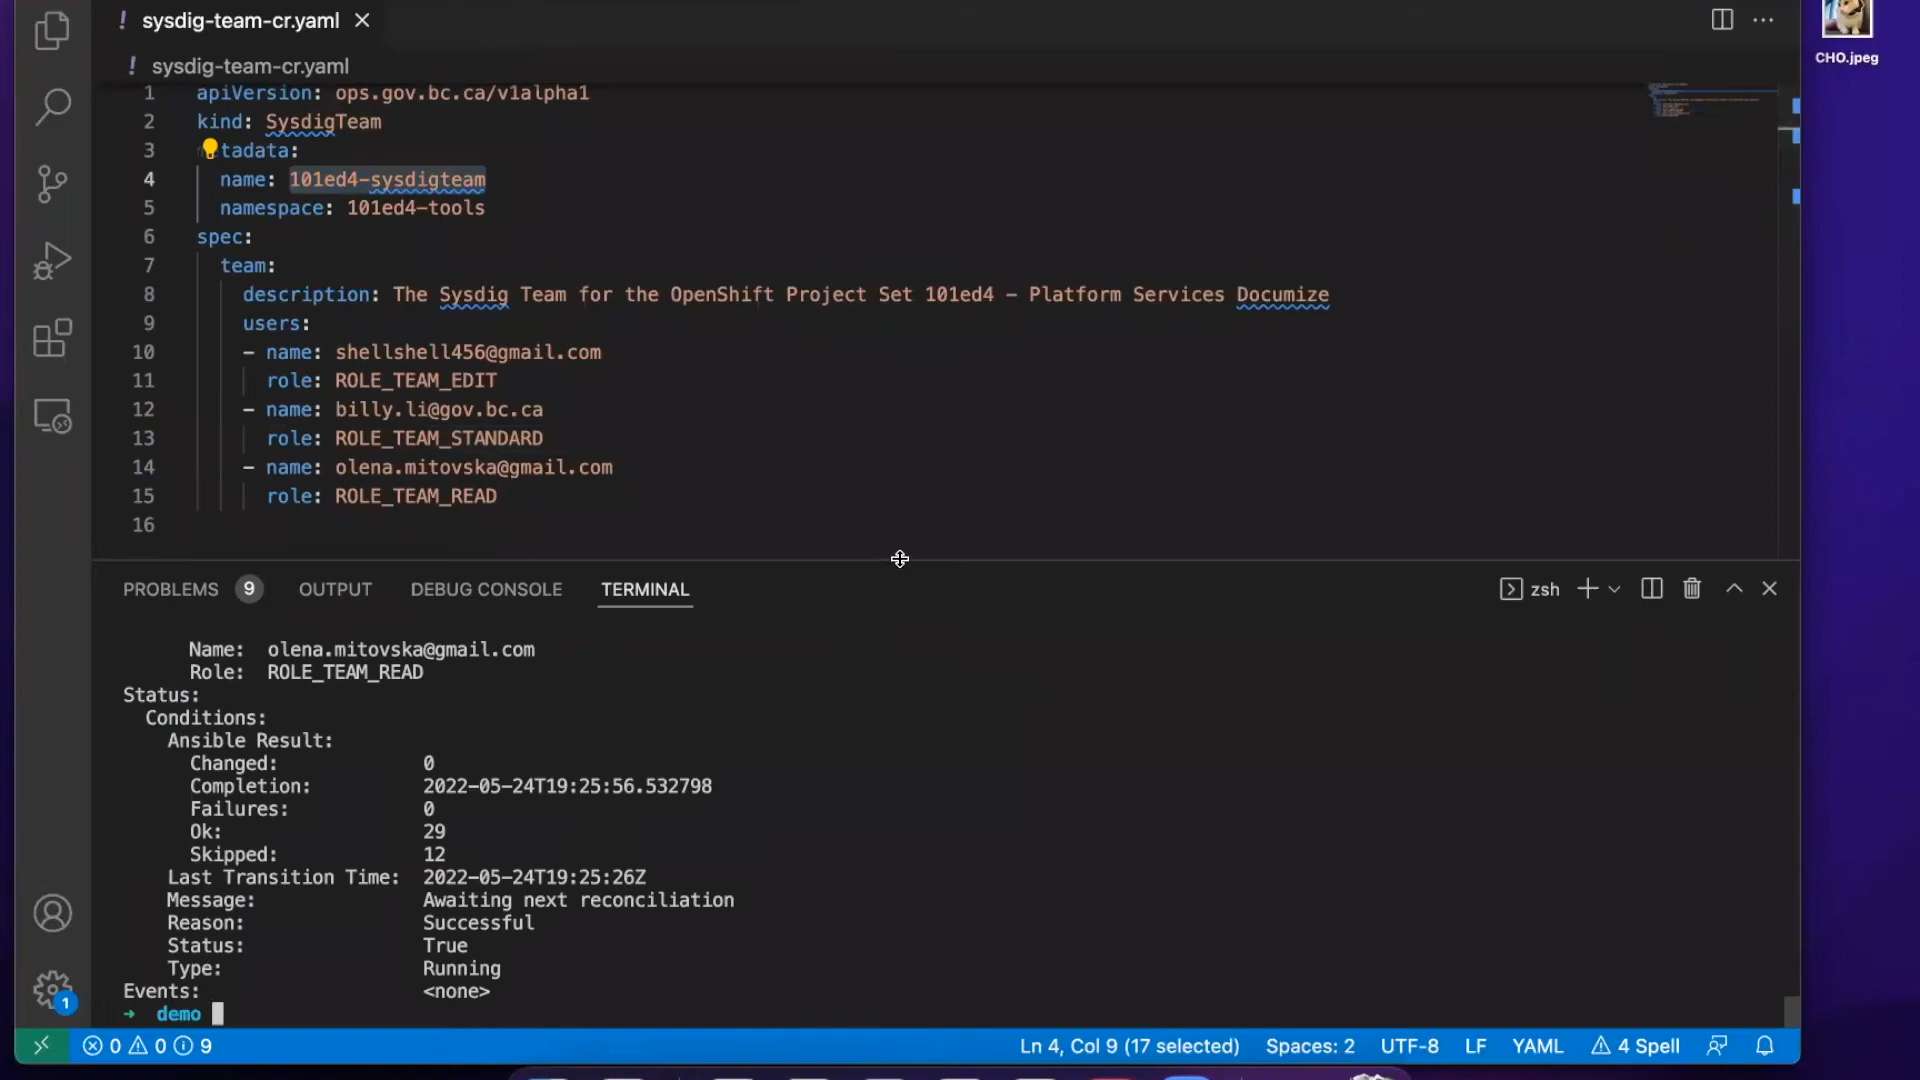 sysdig-team-cr.yaml
CHO.jpeg
sysdig-team-cr.yaml
1 apiVersion: ops.gov.bc.ca/v1alpha1
2 kind: SysdigTeam
3 tadata:
4 name: 101ed4-sysdigteam
5 namespace: 101ed4-tools
6 spec:
7 team:
8 description: The Sysdig Team for the OpenShift Project Set 101ed4 - Platform Services Documize
9 users:
10 - name: shellshell456@gmail.com
11 role: ROLE_TEAM_EDIT
12 - name: billy.li@gov.bc.ca
13 role: ROLE_TEAM_STANDARD
14 - name: olena.mitovska@gmail.com
15 role: ROLE_TEAM_READ
16
PROBLEMS 9 OUTPUT DEBUG CONSOLE TERMINAL zsh
Name: olena.mitovska@gmail.com
Role: ROLE_TEAM_READ
Status:
Conditions:
Ansible Result:
Changed: 0
Completion: 2022-05-24T19:25:56.532798
Failures: 0
Ok: 29
Skipped: 12
Last Transition Time: 2022-05-24T19:25:26Z
Message: Awaiting next reconciliation
Reason: Successful
Status: True
Type: Running
Events: <none>
→ demo
1
0 0 9 Ln 4, Col 9 (17 selected) Spaces: 2 UTF-8 LF YAML 4 Spell